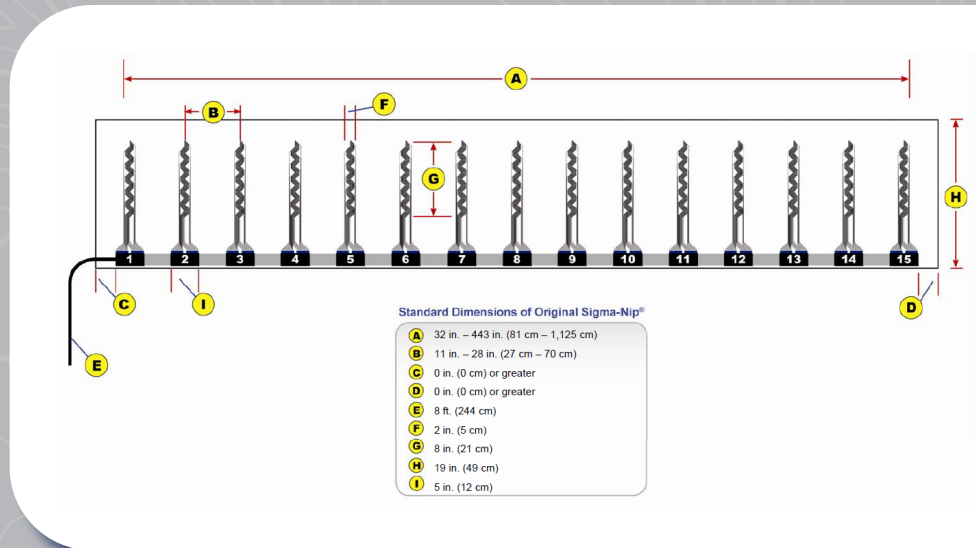 A
B
F
G
H
1 2 3 4 5 6 7 8 9 10 11 12 13 14 15
C
I
D
E
Standard Dimensions of Original Sigma-Nip®
A 32 in. – 443 in. (81 cm – 1,125 cm)
B 11 in. – 28 in. (27 cm – 70 cm)
C 0 in. (0 cm) or greater
D 0 in. (0 cm) or greater
E 8 ft. (244 cm)
F 2 in. (5 cm)
G 8 in. (21 cm)
H 19 in. (49 cm)
I 5 in. (12 cm)